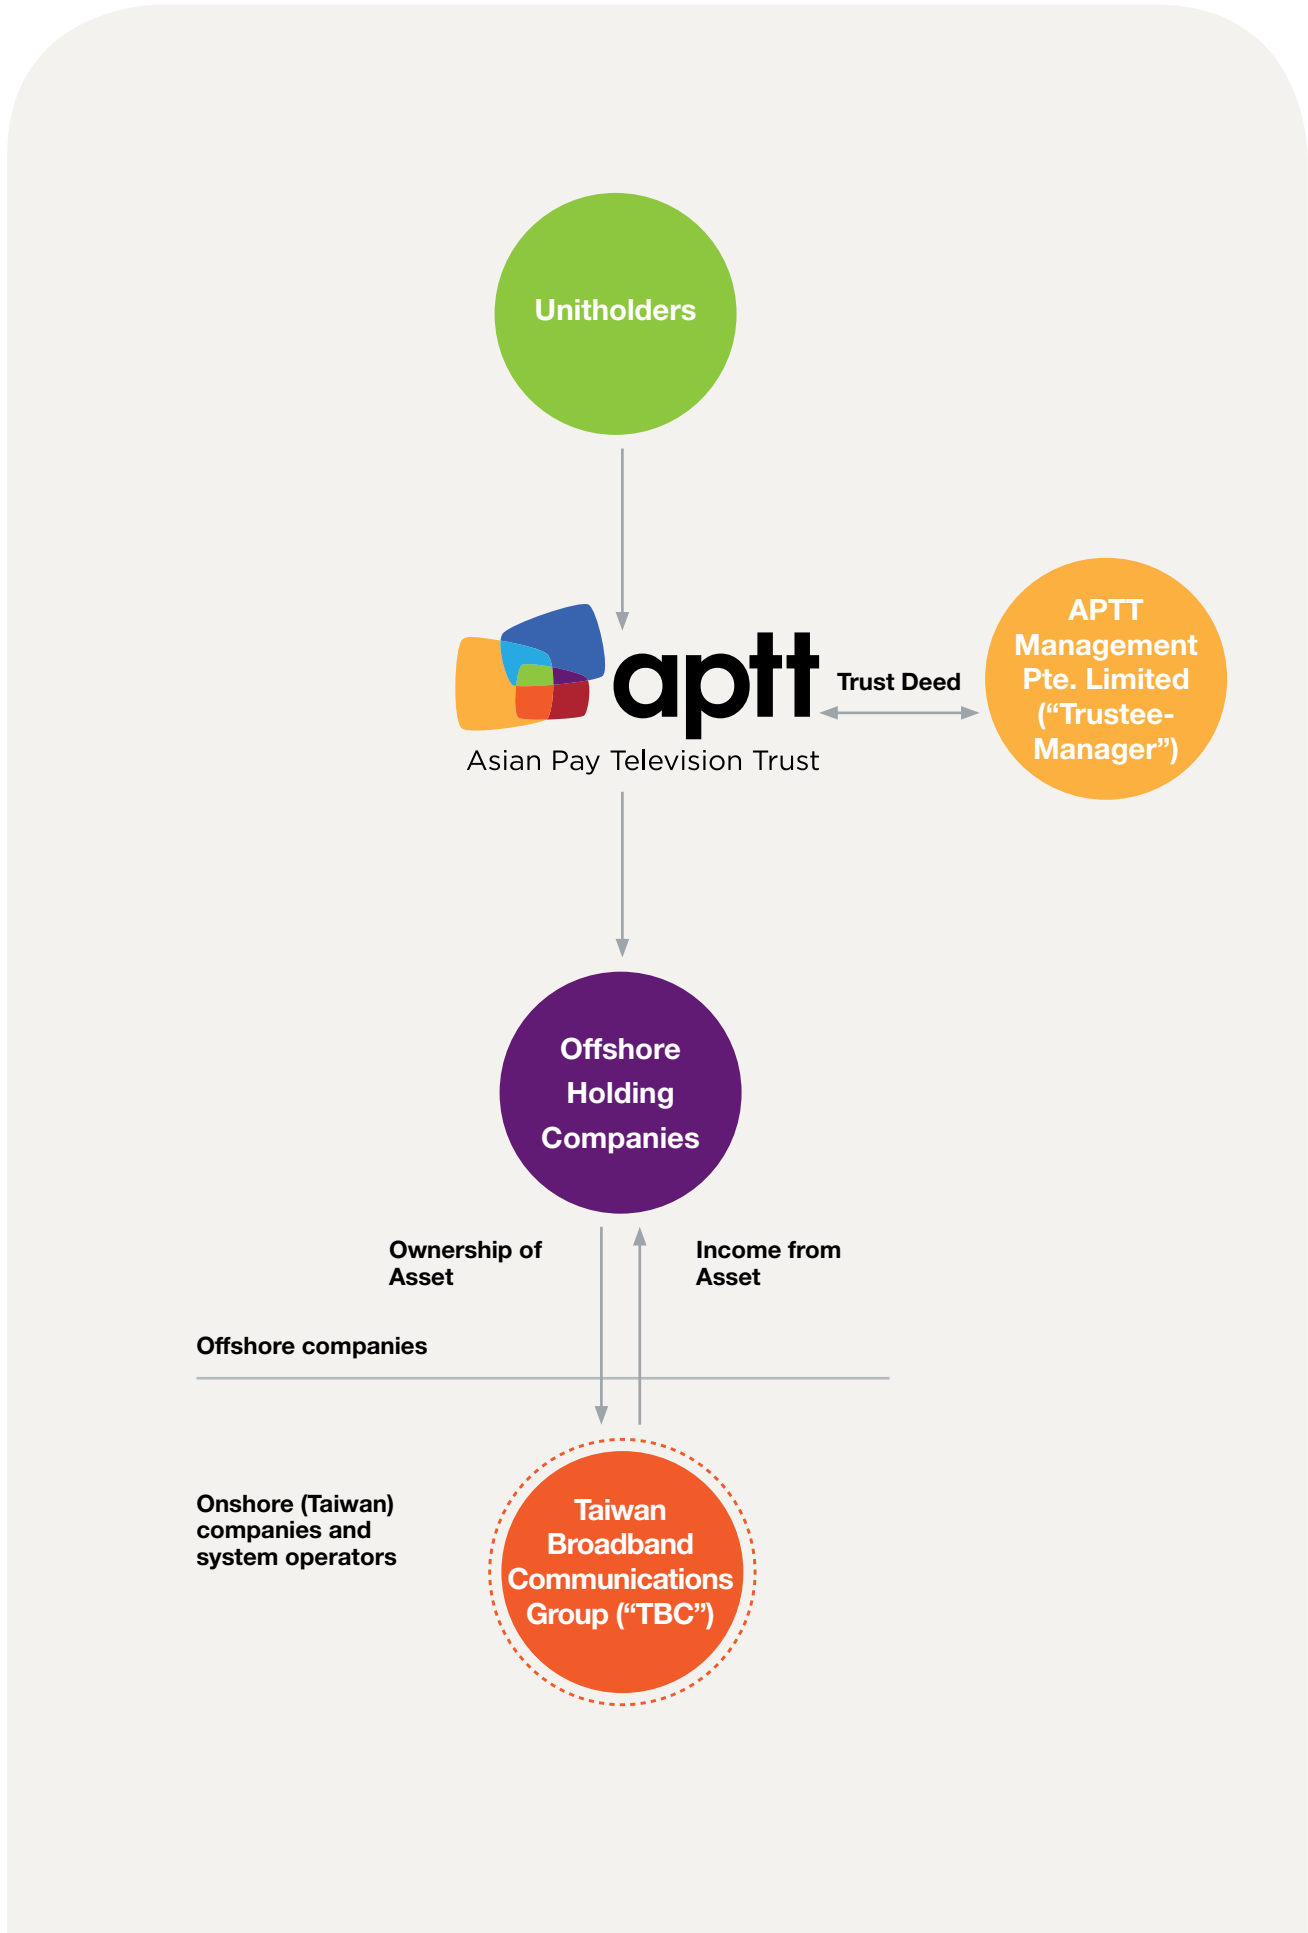 Unitholders
aptt
Asian Pay Television Trust
Trust Deed
APTT
Management
Pte. Limited
(“Trustee-
Manager”)
Offshore
Holding
Companies
Ownership of
Asset
Income from
Asset
Offshore companies
Onshore (Taiwan)
companies and
system operators
Taiwan
Broadband
Communications
Group (“TBC”)